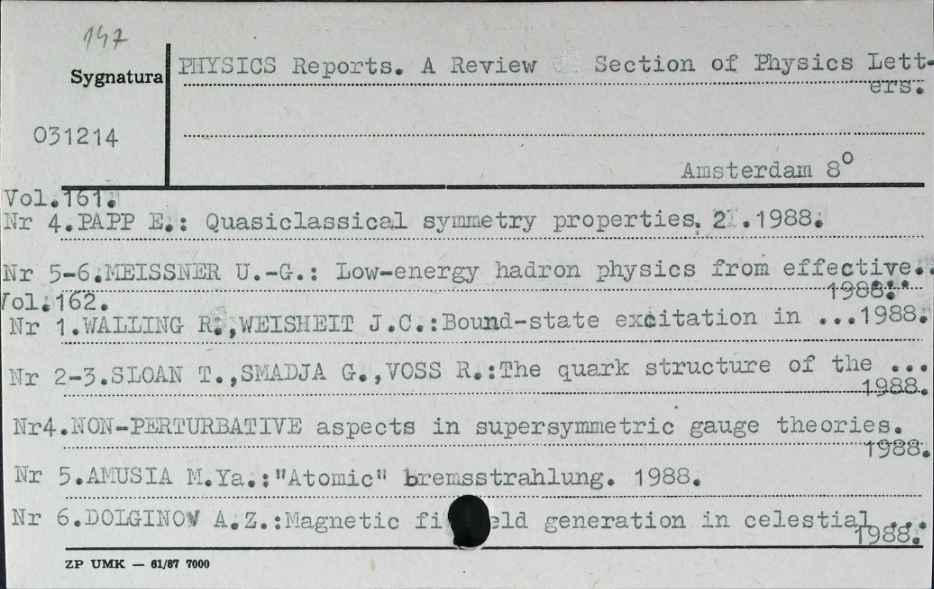 147
Sygnatura PHYSICS Reports. A Review Section of Physics Lett-
ers.
031214
Amsterdam 8⁰
Vol.161.
Nr 4.PAPP E.: Quasiclassical symmetry properties. 2 .1988.
Nr 5-6.MEISSNER U.-G.: Low-energy hadron physics from effective..
1988..
Vol.162.
Nr 1.WALLING R.,WEISHEIT J.C.:Bound-state excitation in ...1988.
Nr 2-3.SLOAN T.,SMADJA G.,VOSS R.:The quark structure of the ...
1988.
Nr4.NON-PERTURBATIVE aspects in supersymmetric gauge theories.
1988.
Nr 5.AMUSIA M.Ya.:"Atomic" bremsstrahlung. 1988.
Nr 6.DOLGINOV A.Z.:Magnetic fi eld generation in celestial ...
1988.
ZP UMK — 61/87 7000